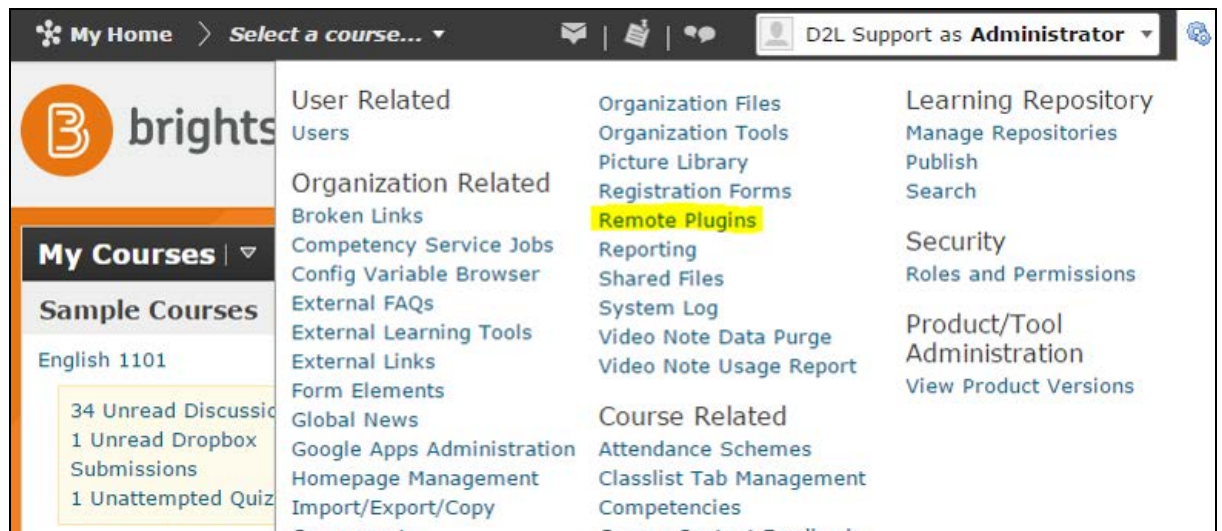 My Home > Select a course...
D2L Support as Administrator
brights
My Courses
Sample Courses
English 1101
34 Unread Discussio
1 Unread Dropbox
Submissions
1 Unattempted Quiz
User Related
Users
Organization Related
Broken Links
Competency Service Jobs
Config Variable Browser
External FAQs
External Learning Tools
External Links
Form Elements
Global News
Google Apps Administration
Homepage Management
Import/Export/Copy
Organization Files
Organization Tools
Picture Library
Registration Forms
Remote Plugins
Reporting
Shared Files
System Log
Video Note Data Purge
Video Note Usage Report
Course Related
Attendance Schemes
Classlist Tab Management
Competencies
Learning Repository
Manage Repositories
Publish
Search
Security
Roles and Permissions
Product/Tool
Administration
View Product Versions